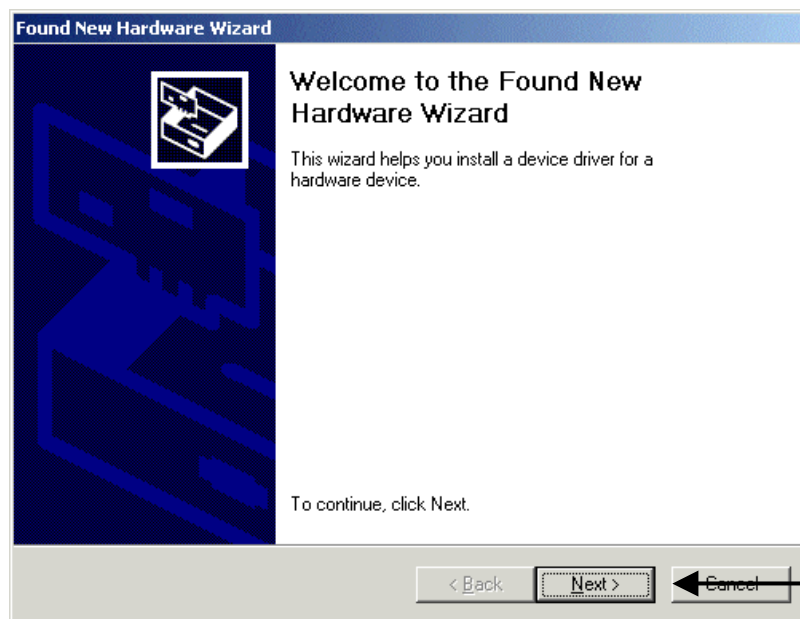 Found New Hardware Wizard
Welcome to the Found New
Hardware Wizard
This wizard helps you install a device driver for a
hardware device.
To continue, click Next.
< Back Next > Cancel